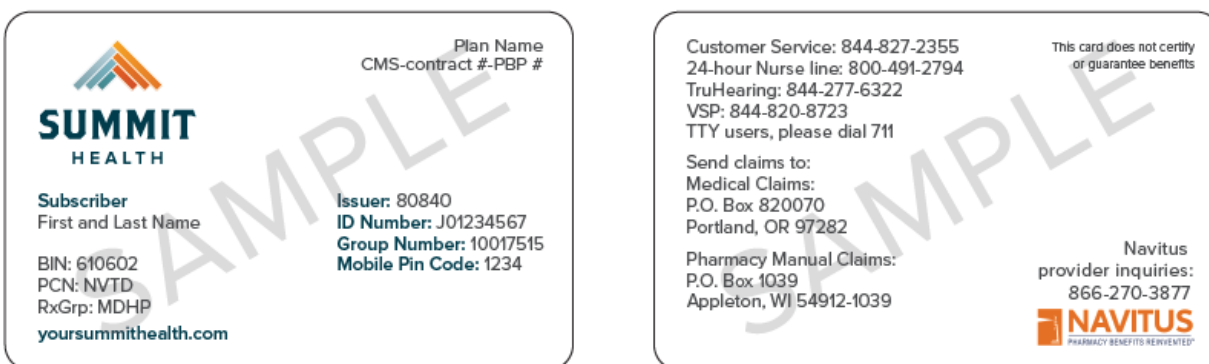 SUMMIT
HEALTH
Plan Name
CMS-contract #-PBP #
Subscriber
First and Last Name
BIN: 610602
PCN: NVTD
RxGrp: MDHP
yoursummithealth.com
Issuer: 80840
ID Number: J01234567
Group Number: 10017515
Mobile Pin Code: 1234
SAMPLE
Customer Service: 844-827-2355
24-hour Nurse line: 800-491-2794
TruHearing: 844-277-6322
VSP: 844-820-8723
TTY users, please dial 711
This card does not certify
or guarantee benefits
Send claims to:
Medical Claims:
P.O. Box 820070
Portland, OR 97282
Pharmacy Manual Claims:
P.O. Box 1039
Appleton, WI 54912-1039
Navitus
provider inquiries:
866-270-3877
NAVITUS
PHARMACY BENEFITS REINVENTED
SAMPLE